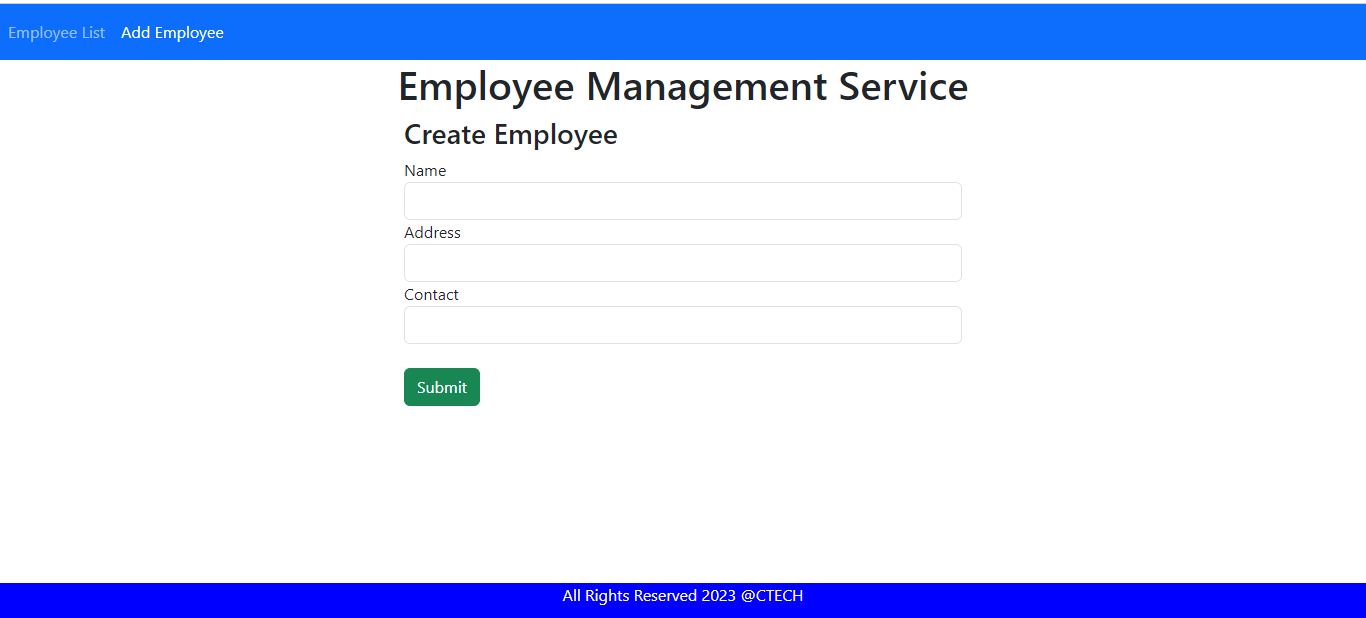 Employee List Add Employee
Employee Management Service
Create Employee
Name
Address
Contact
Submit
All Rights Reserved 2023 @CTECH